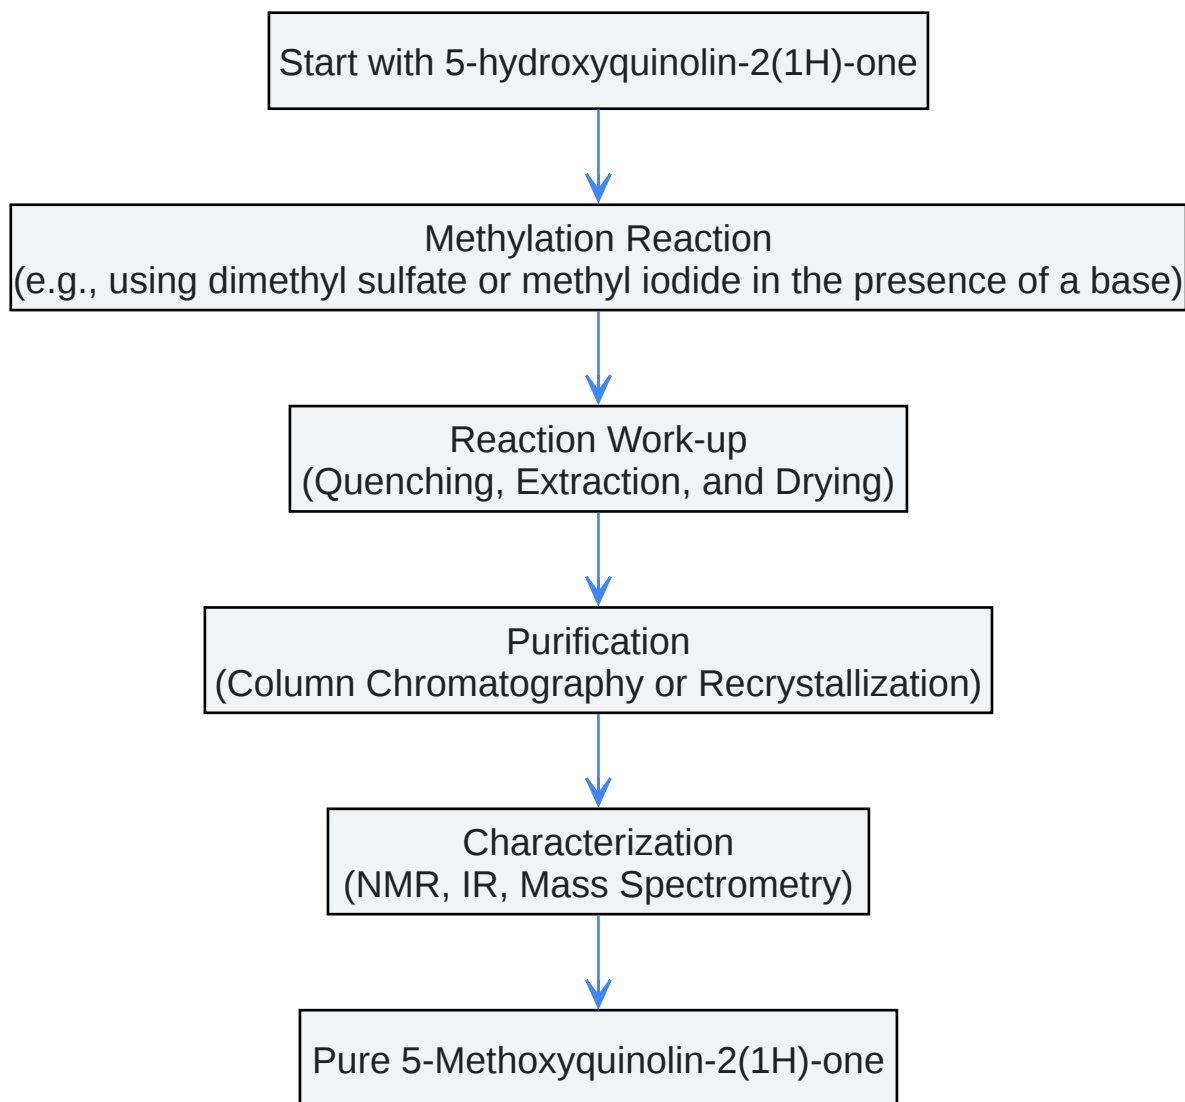 Start with 5-hydroxyquinolin-2(1H)-one
Methylation Reaction
(e.g., using dimethyl sulfate or methyl iodide in the presence of a base)
Reaction Work-up
(Quenching, Extraction, and Drying)
Purification
(Column Chromatography or Recrystallization)
Characterization
(NMR, IR, Mass Spectrometry)
Pure 5-Methoxyquinolin-2(1H)-one